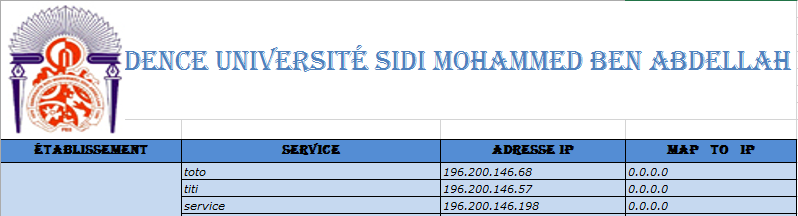 DENCE UNIVERSITÉ SIDI MOHAMMED BEN ABDELLAH
ÉTABLISSEMENT SERVICE ADRESSE IP MAP TO IP
toto 196.200.146.68 0.0.0.0
titi 196.200.146.57 0.0.0.0
service 196.200.146.198 0.0.0.0